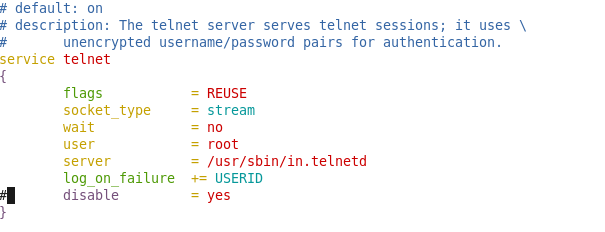 # default: on
# description: The telnet server serves telnet sessions; it uses \
#       unencrypted username/password pairs for authentication.
service telnet
{
        flags           = REUSE
        socket_type     = stream
        wait            = no
        user            = root
        server          = /usr/sbin/in.telnetd
        log_on_failure  += USERID
#       disable         = yes
}